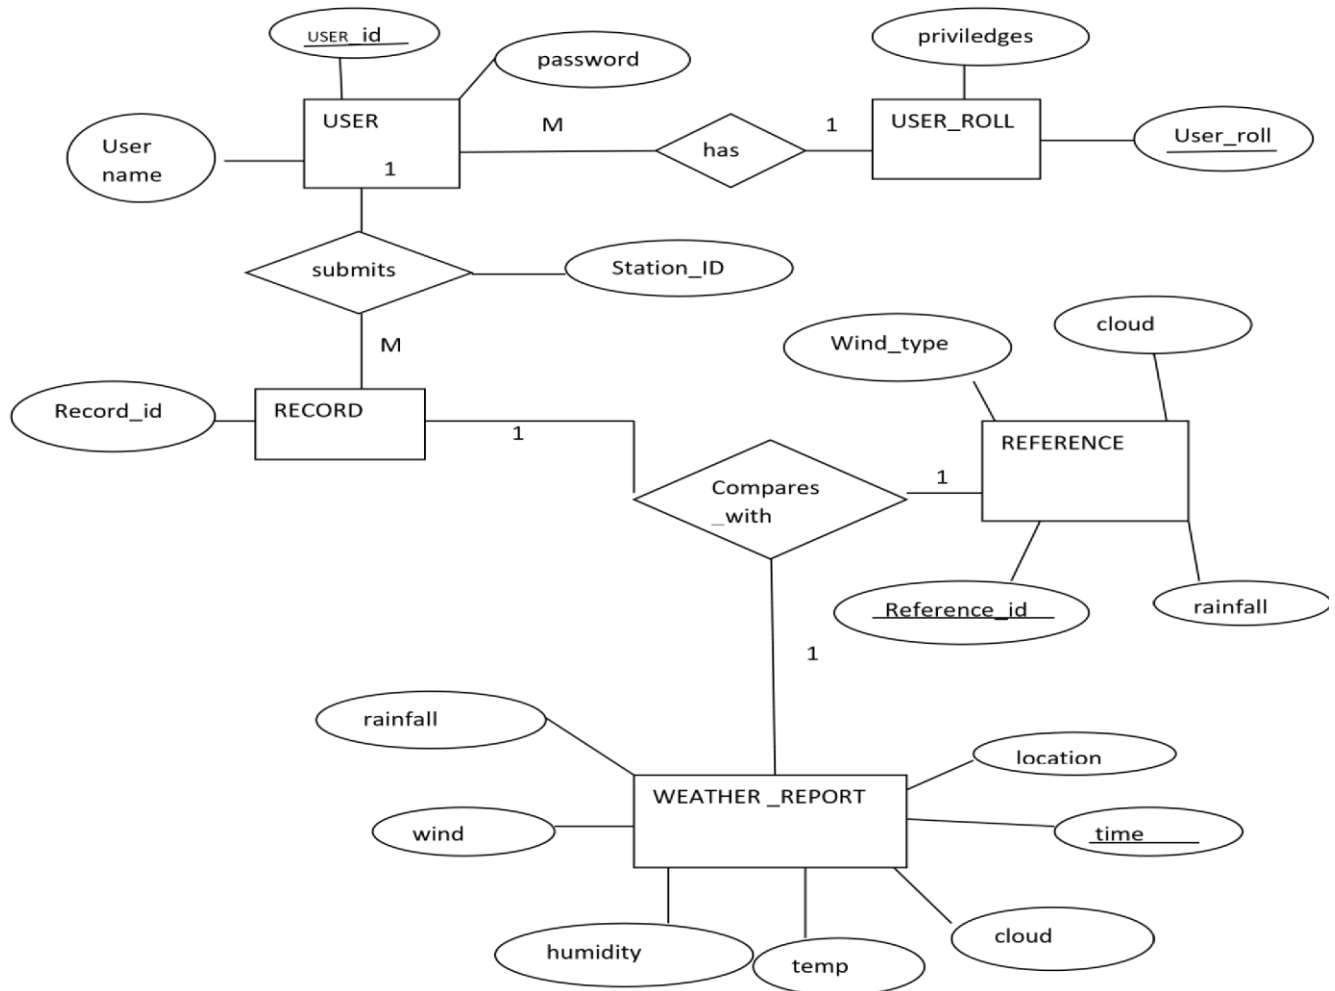 USER_id
priviledges
password
USER
M
1
USER_ROLL
User_roll
has
User
name
1
submits
Station_ID
M
cloud
Wind_type
Record_id
RECORD
1
REFERENCE
Compares
_with
1
Reference_id
rainfall
1
rainfall
location
WEATHER _REPORT
wind
time
humidity
temp
cloud